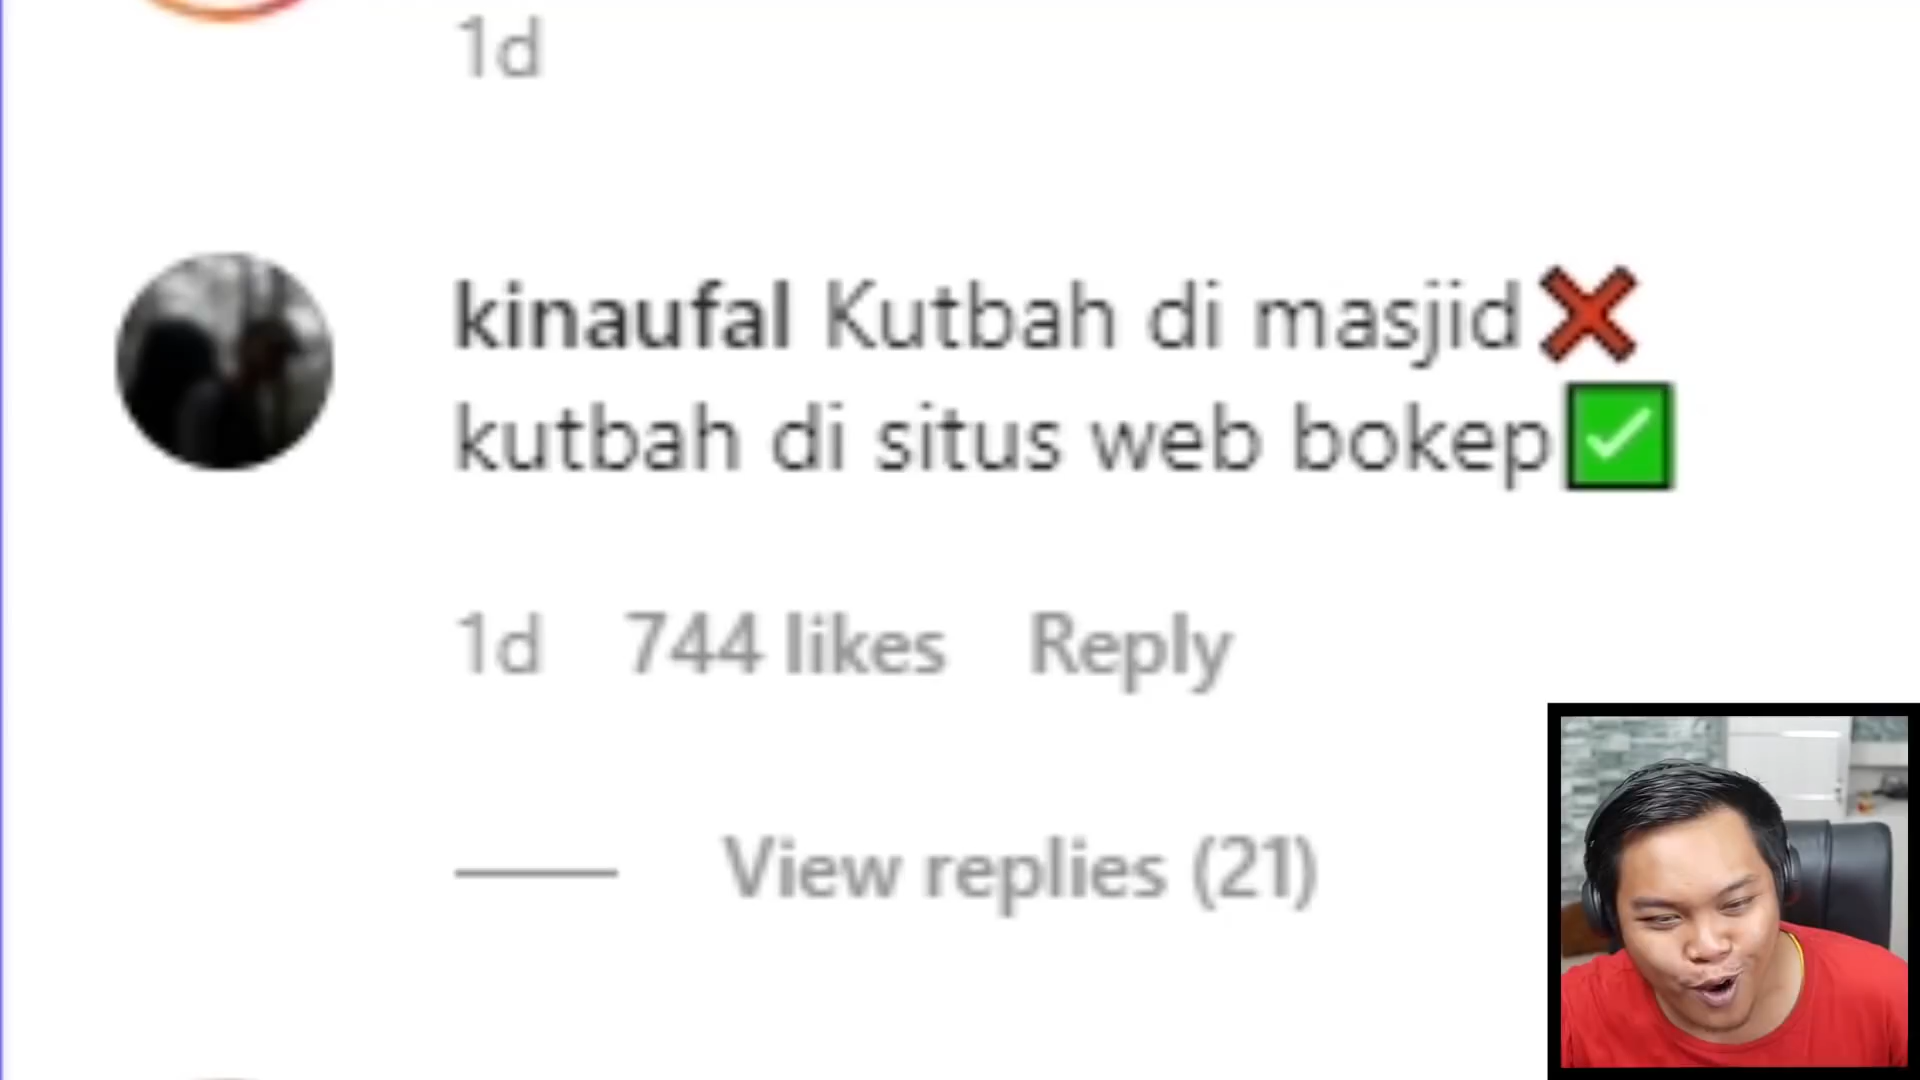 1d
kinaufal Kutbah di masjid❌
kutbah di situs web bokep✅
1d 744 likes Reply
View replies (21)